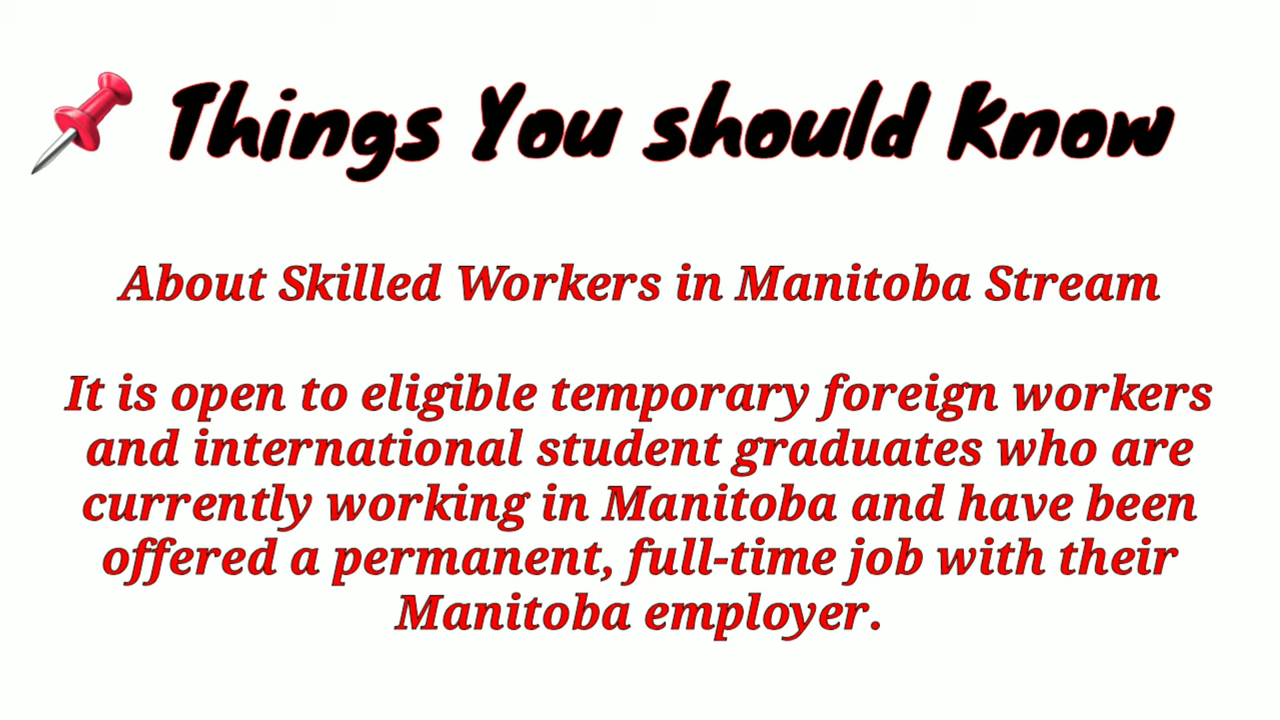 Things You should Know
About Skilled Workers in Manitoba Stream
It is open to eligible temporary foreign workers
and international student graduates who are
currently working in Manitoba and have been
offered a permanent, full-time job with their
Manitoba employer.